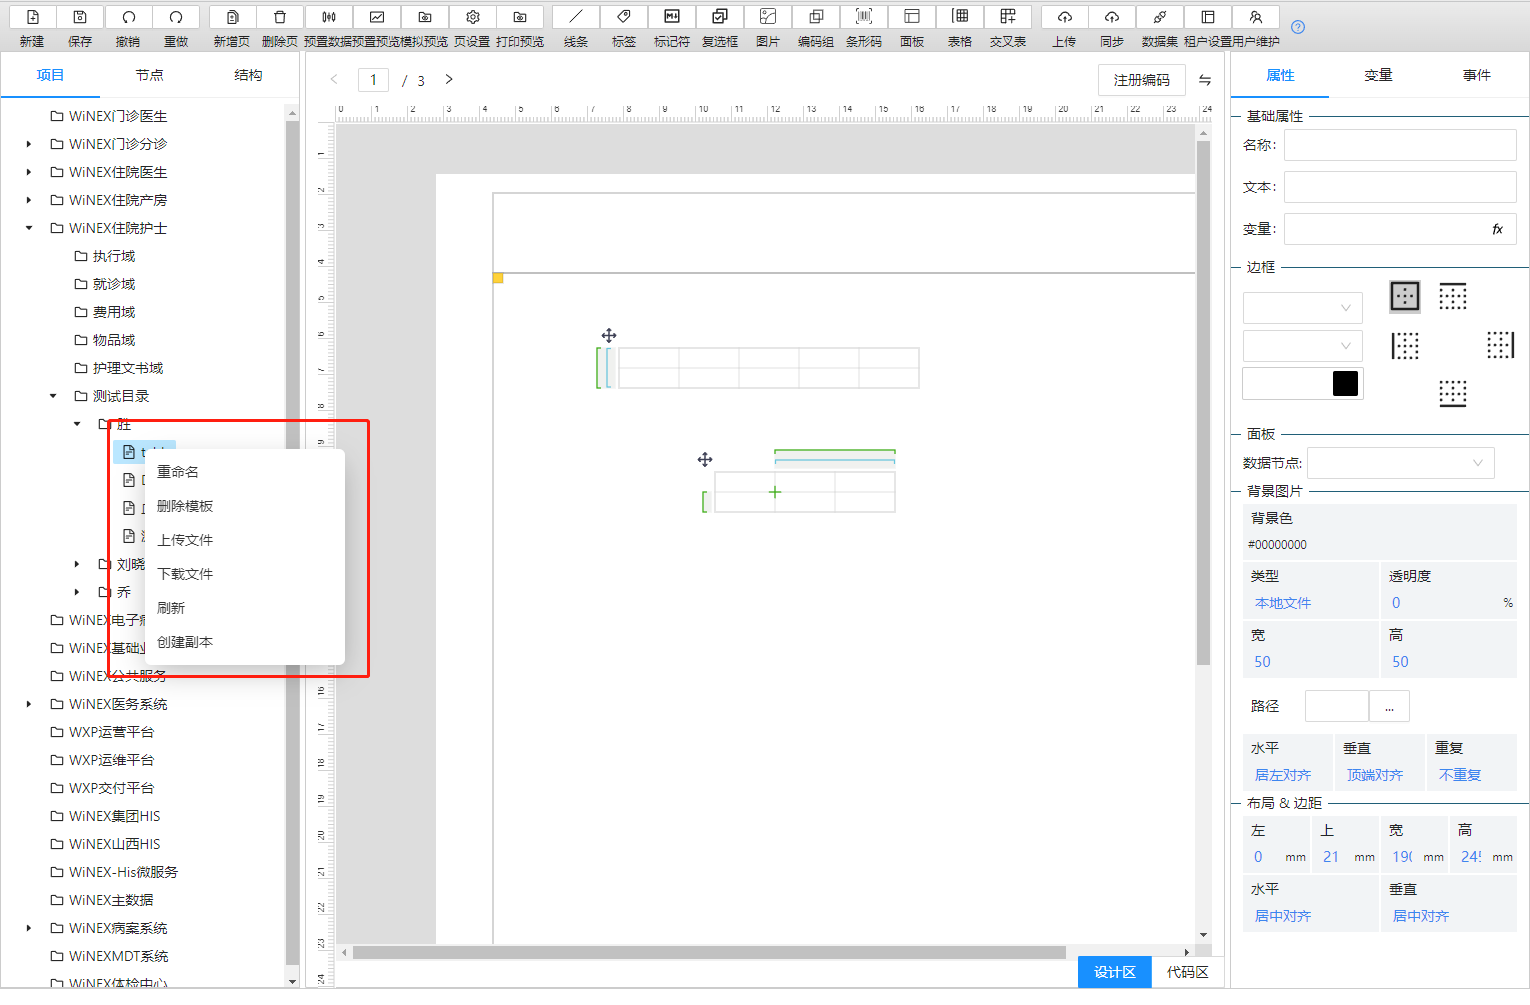 新建 保存 撤销 重做 新增页 删除页 预置数据 预置预览 模拟预览 页设置 打印预览 线条 标签 标记符 复选框 图片 编码组 条形码 面板 表格 交叉表 上传 同步 数据集 租户设置 用户维护
项目 节点 结构
WiNEX门诊医生
WiNEX门诊分诊
WiNEX住院医生
WiNEX住院产房
WiNEX住院护士
执行域
就诊域
费用域
物品域
护理文书域
测试目录
胜
重命名
删除模板
上传文件
下载文件
刷新
创建副本
刘晓
乔
WiNEX电子
WiNEX基础
WiNEX公共服务
WiNEX医务系统
WXP运营平台
WXP运维平台
WXP交付平台
WiNEX集团HIS
WiNEX山西HIS
WiNEX-His微服务
WiNEX主数据
WiNEX病案系统
WiNEXMDT系统
WiNEX体检中心
1 / 3
注册编码
0 1 2 3 4 5 6 7 8 9 10 11 12 13 14 15 16 17 18 19 20 21 22 23 24
1
2
3
4
5
6
7
8
9
16
17
18
19
20
21
22
23
24
设计区 代码区
属性 变量 事件
基础属性
名称:
文本:
变量: fx
边框
面板
数据节点:
背景图片
背景色
#00000000
类型 透明度
本地文件 0 %
宽 高
50 50
路径 ...
水平 垂直 重复
居左对齐 顶端对齐 不重复
布局 & 边距
左 上 宽 高
0 mm 21 mm 190 mm 245 mm
水平 垂直
居中对齐 居中对齐